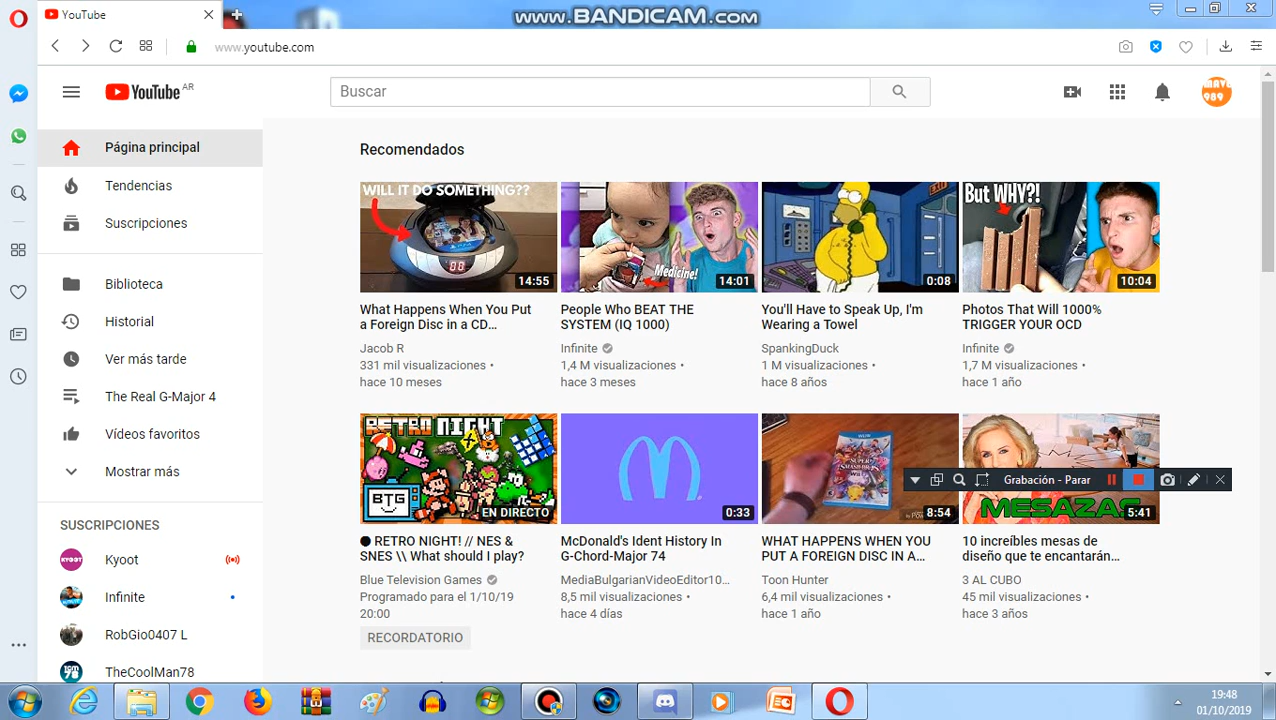 YouTube
www.BANDICAM.com
www.youtube.com
YouTube AR
Buscar
MAVE
989
Página principal
Tendencias
Suscripciones
Biblioteca
Historial
Ver más tarde
The Real G-Major 4
Vídeos favoritos
Mostrar más
SUSCRIPCIONES
KYOOT
Kyoot
Infinite
RobGio0407 L
TCM
78
TheCoolMan78
Recomendados
WILL IT DO SOMETHING??
00
14:55
What Happens When You Put
a Foreign Disc in a CD...
Jacob R
331 mil visualizaciones •
hace 10 meses
Medicine!
14:01
People Who BEAT THE
SYSTEM (IQ 1000)
Infinite
1,4 M visualizaciones •
hace 3 meses
0:08
You'll Have to Speak Up, I'm
Wearing a Towel
SpankingDuck
1 M visualizaciones •
hace 8 años
But WHY?!
10:04
Photos That Will 1000%
TRIGGER YOUR OCD
Infinite
1,7 M visualizaciones •
hace 1 año
RETRO NIGHT
BTG
EN DIRECTO
● RETRO NIGHT! // NES &
SNES \\ What should I play?
Blue Television Games
Programado para el 1/10/19
20:00
RECORDATORIO
0:33
McDonald's Ident History In
G-Chord-Major 74
MediaBulgarianVideoEditor10...
8,5 mil visualizaciones •
hace 4 días
SUPER
SMASH BROS
8:54
WHAT HAPPENS WHEN YOU
PUT A FOREIGN DISC IN A...
Toon Hunter
6,4 mil visualizaciones •
hace 1 año
Grabación - Parar
MESAZAS
5:41
10 increíbles mesas de
diseño que te encantarán...
3 AL CUBO
45 mil visualizaciones •
hace 3 años
19:48
01/10/2019